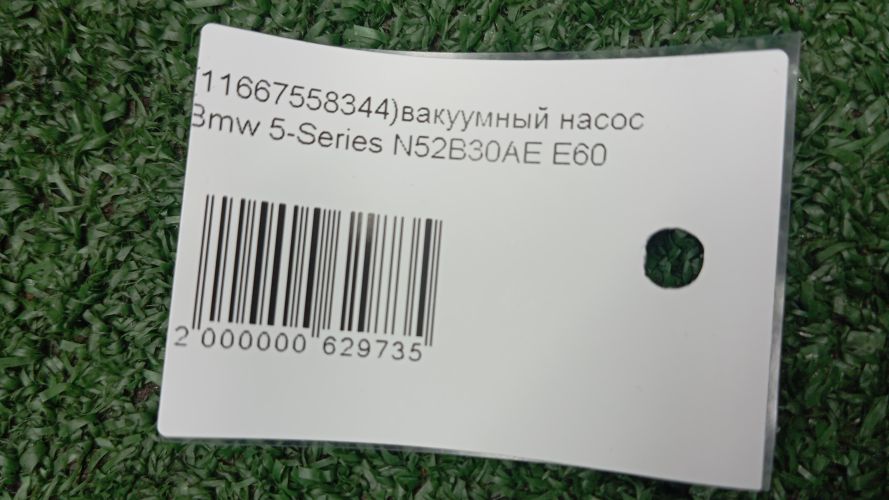 (11667558344)вакуумный насос
Bmw 5-Series N52B30AE E60
2 000000 629735